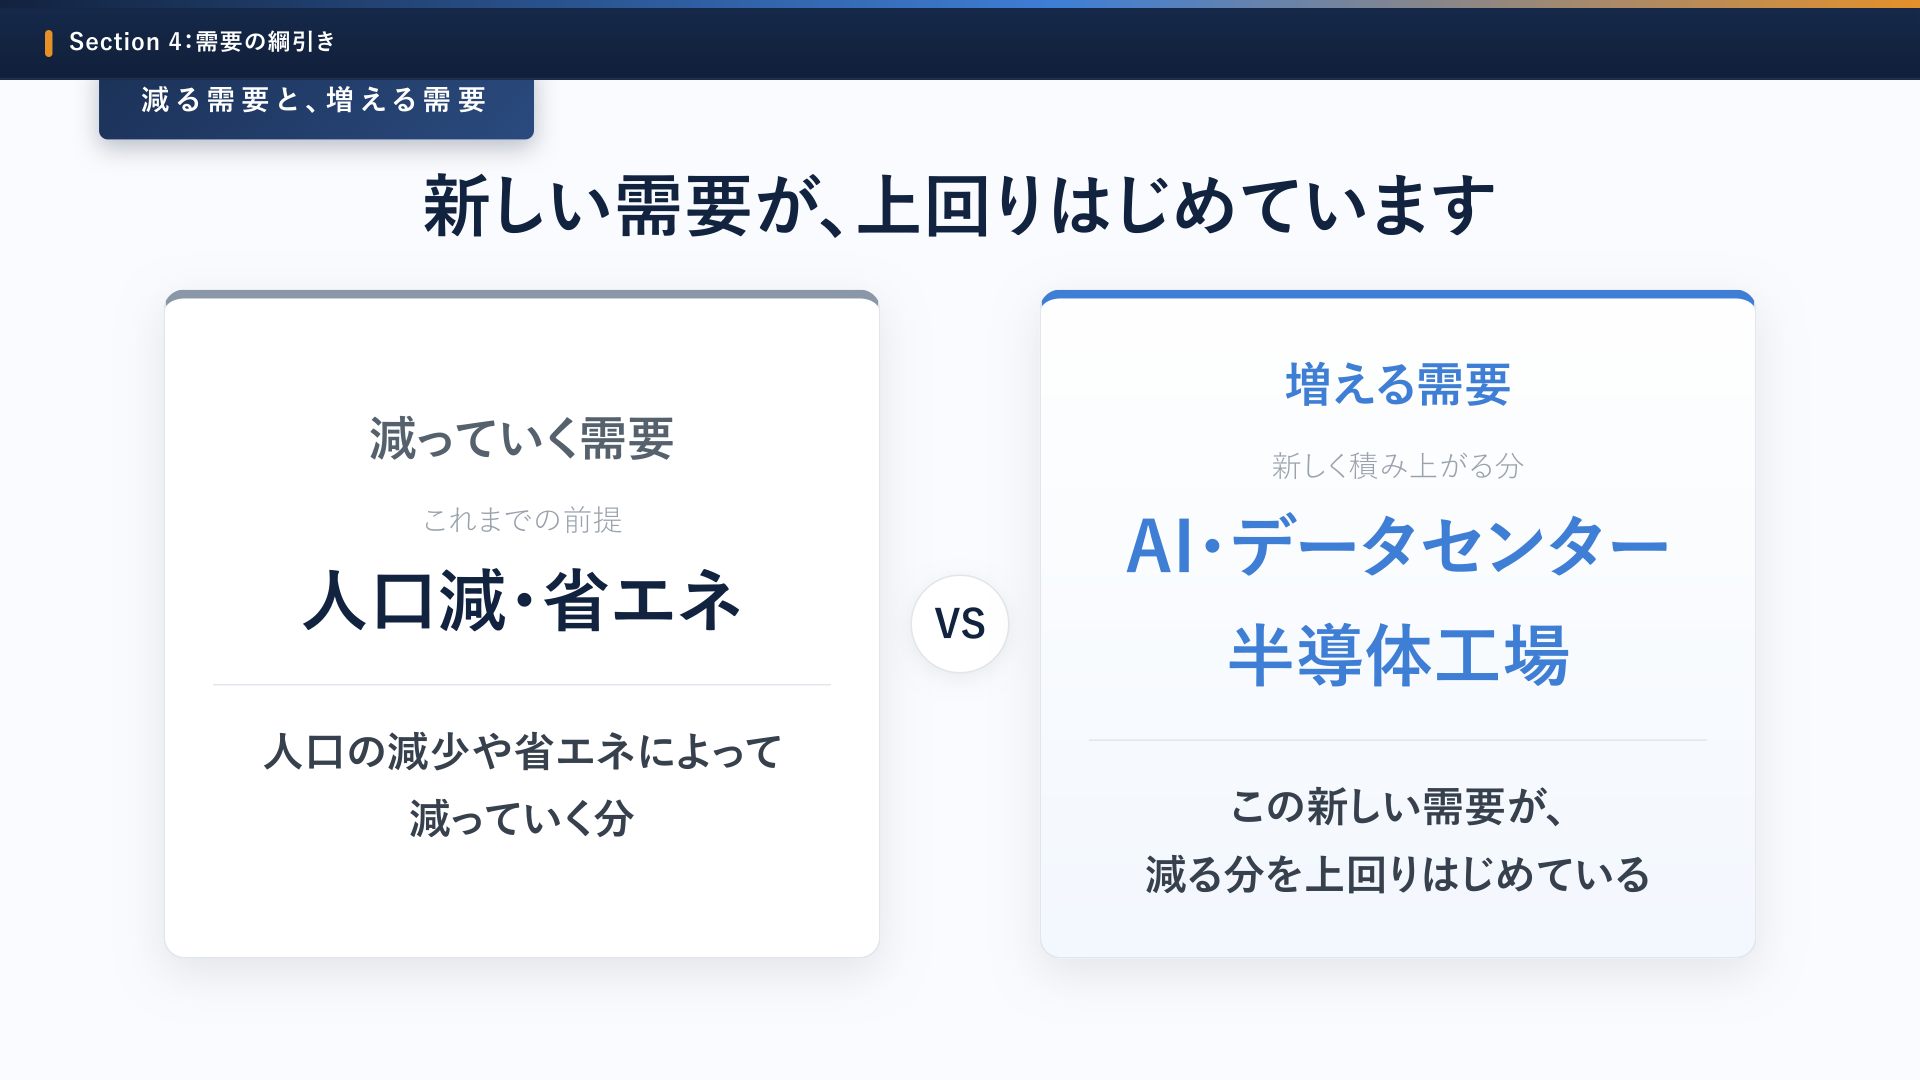 Section 4:需要の綱引き
減る需要と、増える需要
新しい需要が、上回りはじめています
減っていく需要
これまでの前提
人口減・省エネ
人口の減少や省エネによって
減っていく分
VS
増える需要
新しく積み上がる分
AI・データセンター
半導体工場
この新しい需要が、
減る分を上回りはじめている